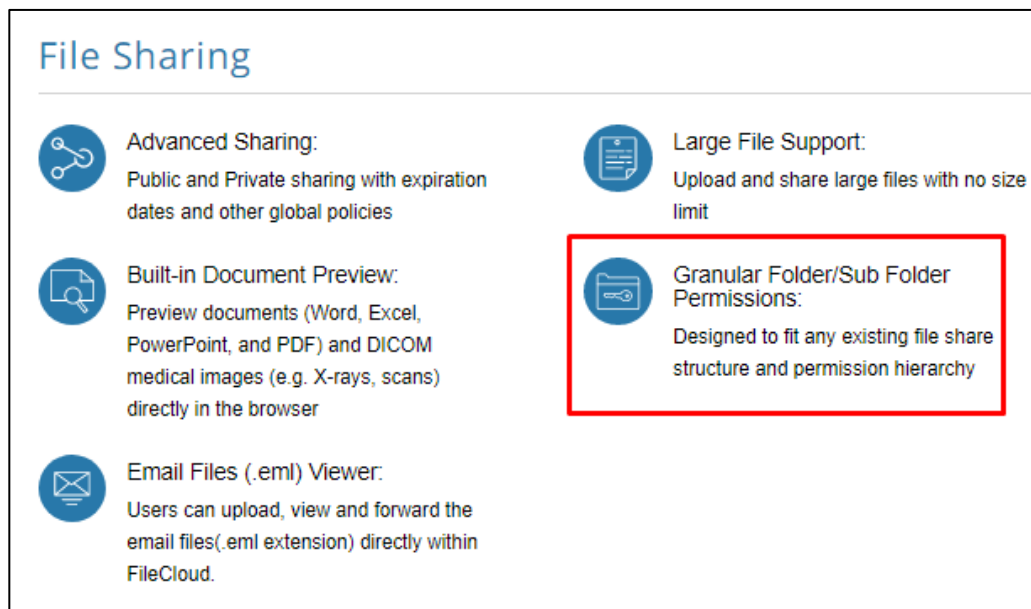 File Sharing
Advanced Sharing:
Public and Private sharing with expiration
dates and other global policies
Built-in Document Preview:
Preview documents (Word, Excel,
PowerPoint, and PDF) and DICOM
medical images (e.g. X-rays, scans)
directly in the browser
Email Files (.eml) Viewer:
Users can upload, view and forward the
email files(.eml extension) directly within
FileCloud.
Large File Support:
Upload and share large files with no size
limit
Granular Folder/Sub Folder
Permissions:
Designed to fit any existing file share
structure and permission hierarchy